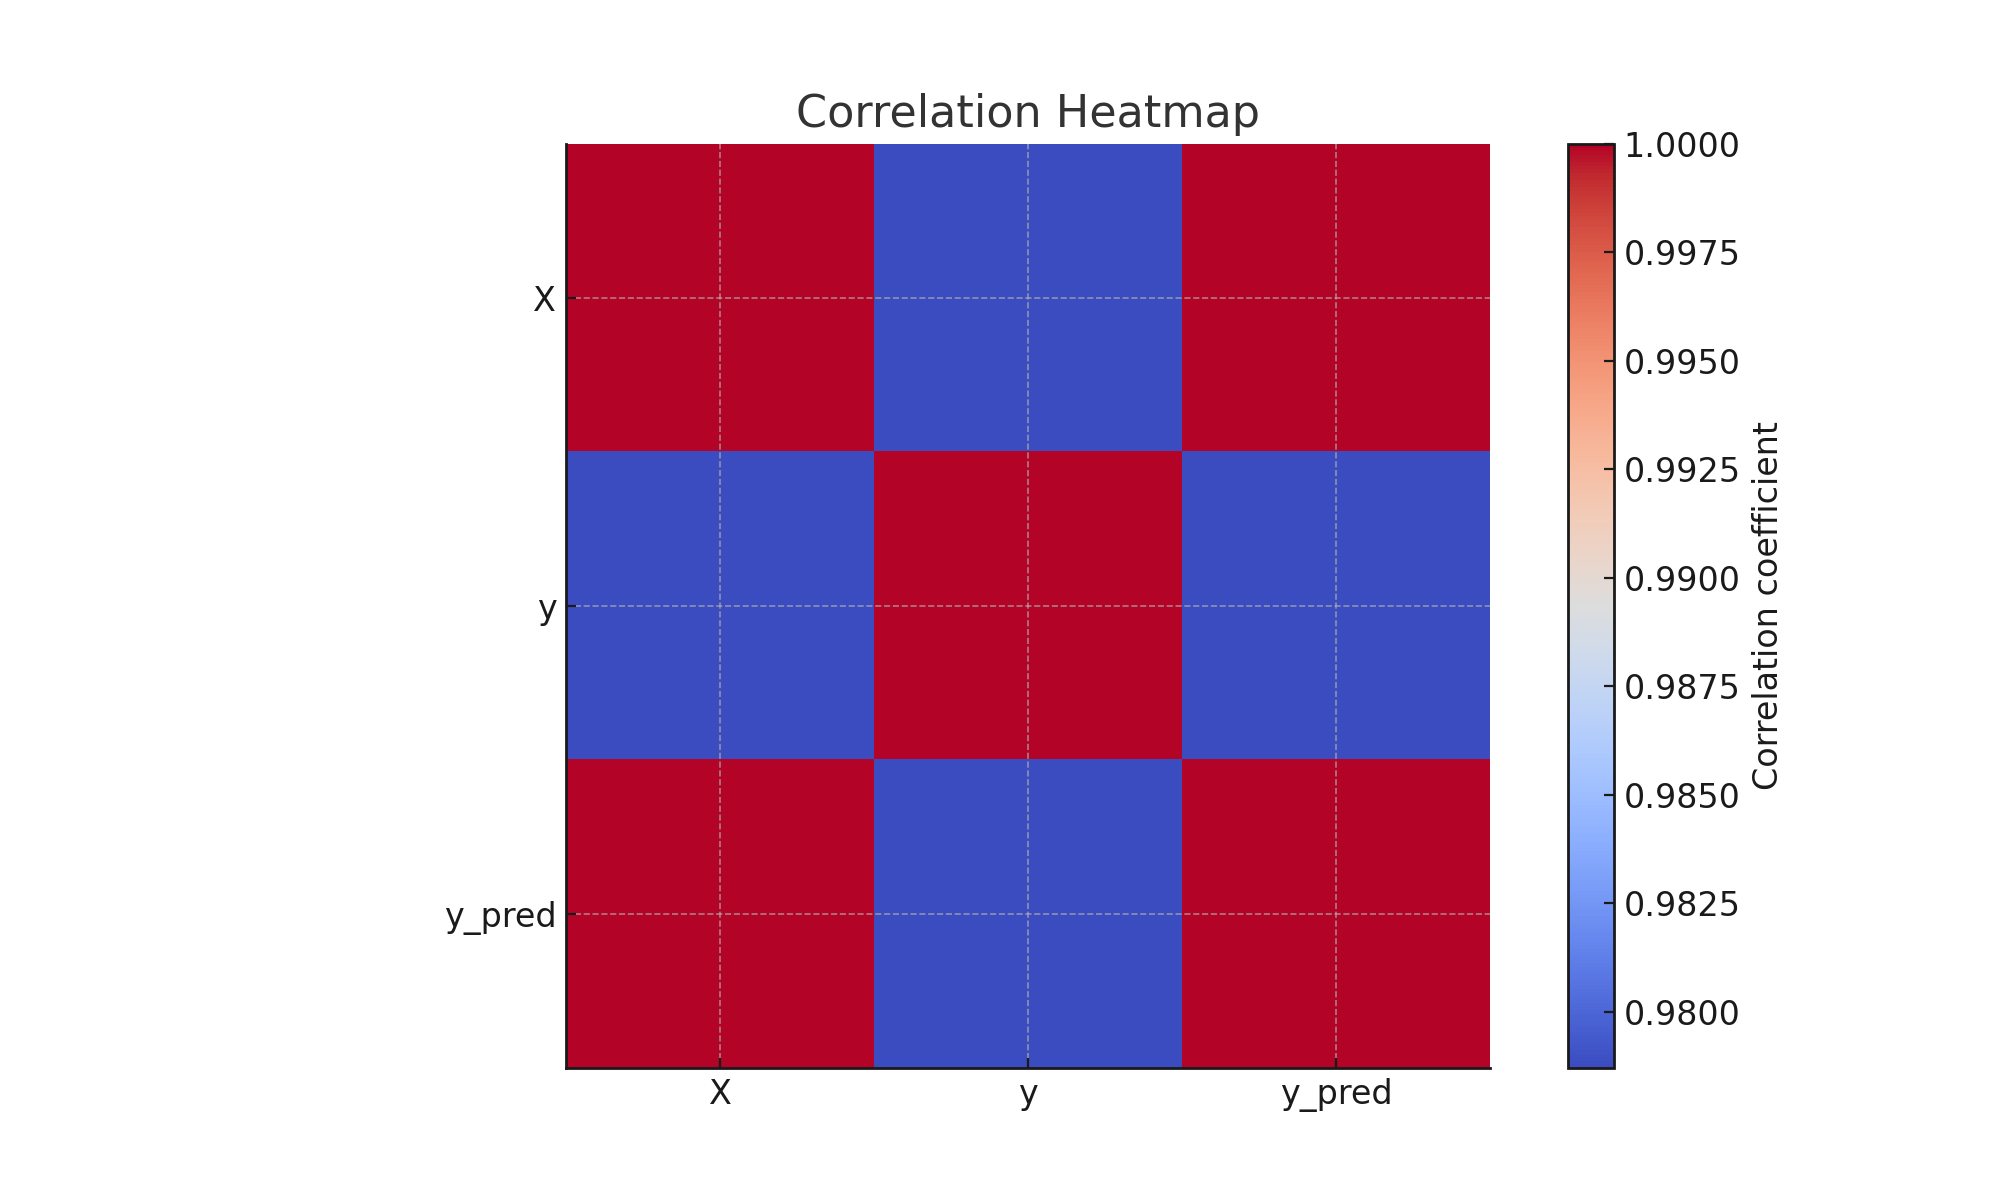 Correlation Heatmap
X
y
y_pred
X
y
y_pred
1.0000
0.9975
0.9950
0.9925
0.9900
0.9875
0.9850
0.9825
0.9800
Correlation coefficient